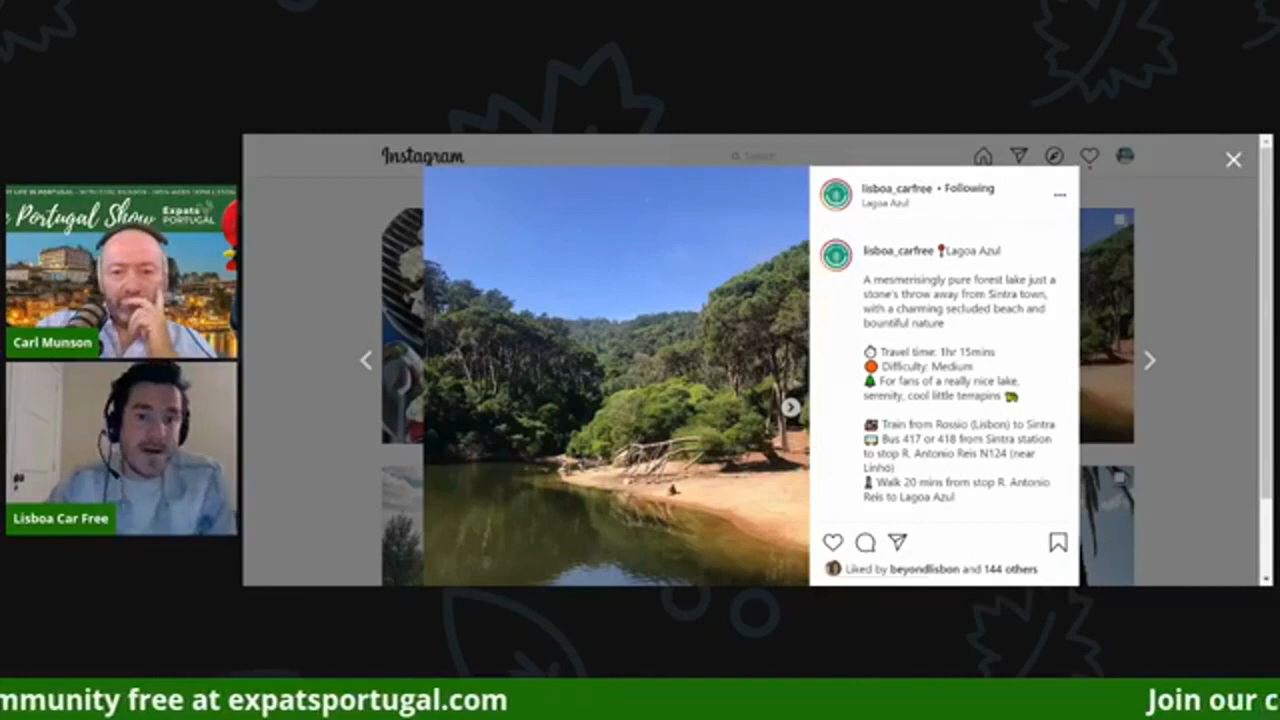 Instagram
Search
Portugal Show
Expats
PORTUGAL
Carl Munson
Lisboa Car Free
lisboa_carfree • Following
Lagoa Azul
...
lisboa_carfree 📍Lagoa Azul
A mesmerisingly pure forest lake just a
stone's throw away from Sintra town,
with a charming secluded beach and
bountiful nature
Travel time: 1hr 15mins
Difficulty: Medium
For fans of a really nice lake,
serenity, cool little terrapins
Train from Rossio (Lisbon) to Sintra
Bus 417 or 418 from Sintra station
to stop R. Antonio Reis N124 (near
Linhó)
Walk 20 mins from stop R. Antonio
Reis to Lagoa Azul
Liked by beyondlisbon and 144 others
mmunity free at expatsportugal.com
Join our c